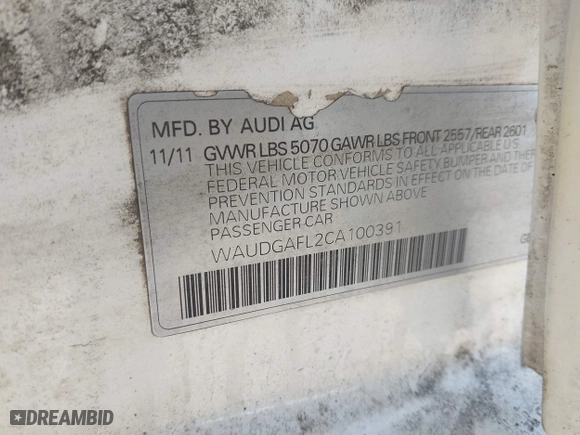 MFD. BY AUDI AG
11/11 GVWR LBS 5070 GAWR LBS FRONT 2557/REAR 2601
THIS VEHICLE CONFORMS TO ALL APPLICABLE U.S.
FEDERAL MOTOR VEHICLE SAFETY, BUMPER AND THEF
PREVENTION STANDARDS IN EFFECT ON THE DATE OF
MANUFACTURE SHOWN ABOVE
PASSENGER CAR
WAUDGAFL2CA100391
DREAMBID